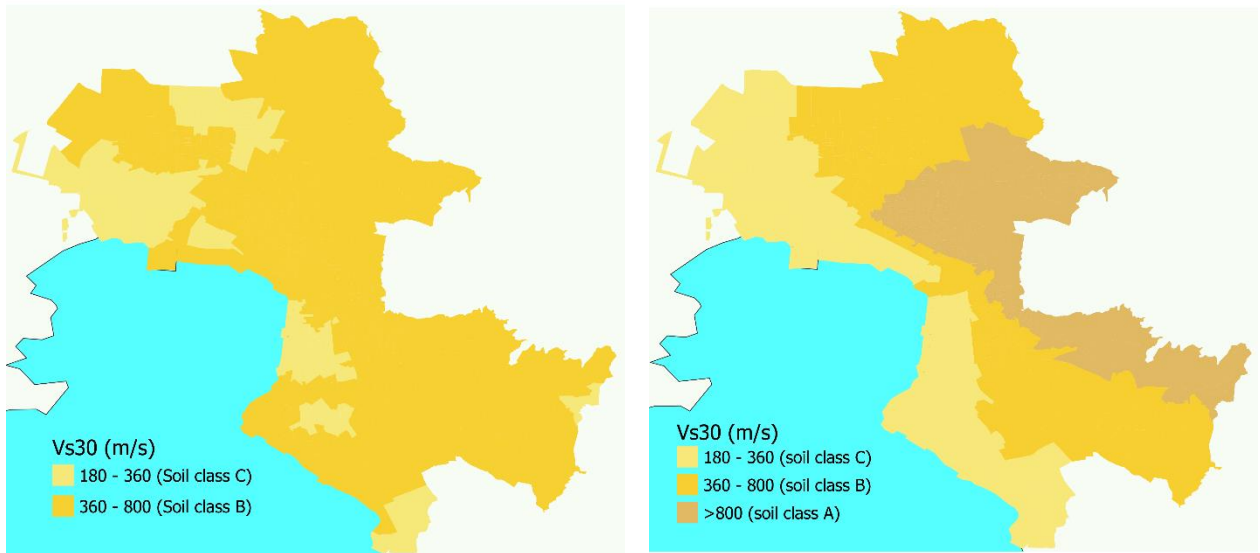 Vs30 (m/s)
180 - 360 (Soil class C)
360 - 800 (Soil class B)
Vs30 (m/s)
180 - 360 (soil class C)
360 - 800 (soil class B)
>800 (soil class A)